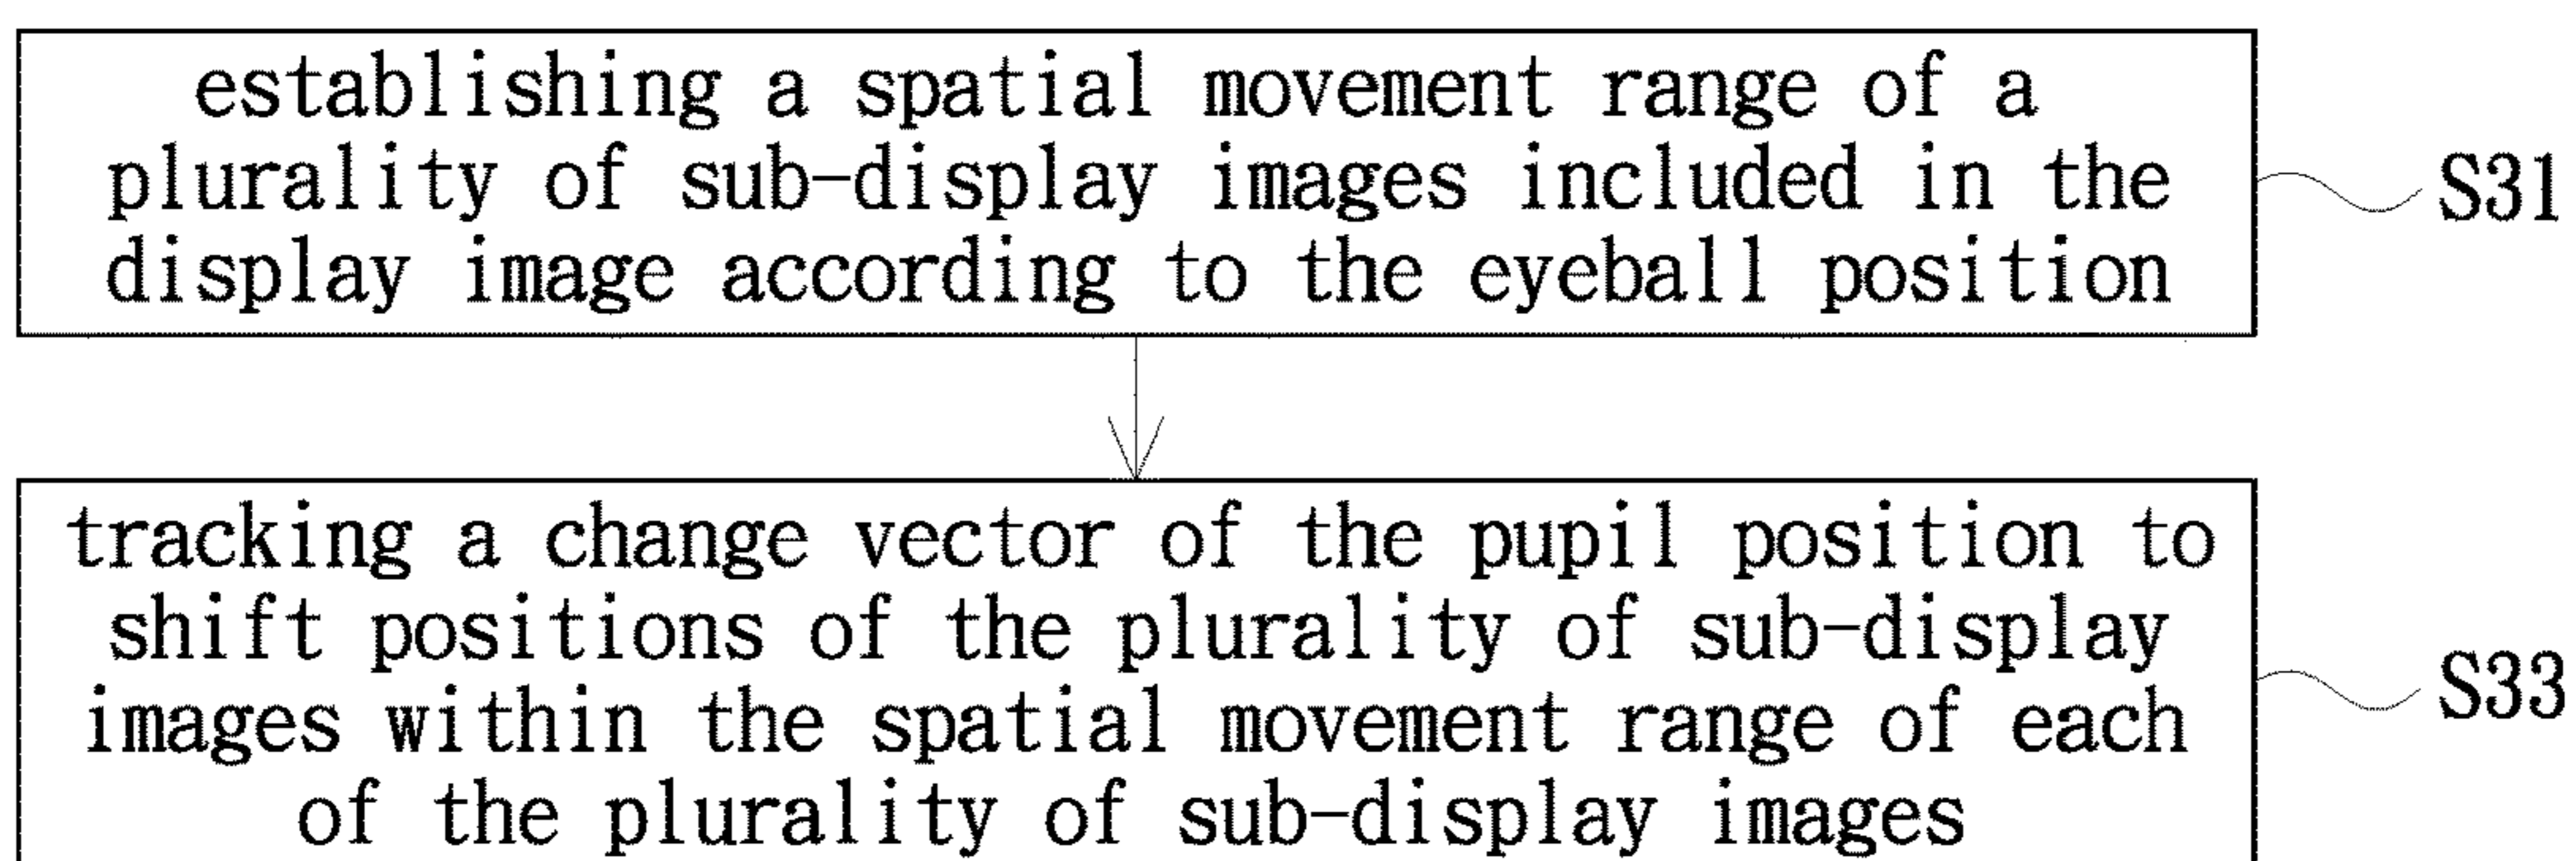 establishing a spatial movement range of a
plurality of sub-display images included in the
display image according to the eyeball position
S31
tracking a change vector of the pupil position to
shift positions of the plurality of sub-display
images within the spatial movement range of each
of the plurality of sub-display images
S33